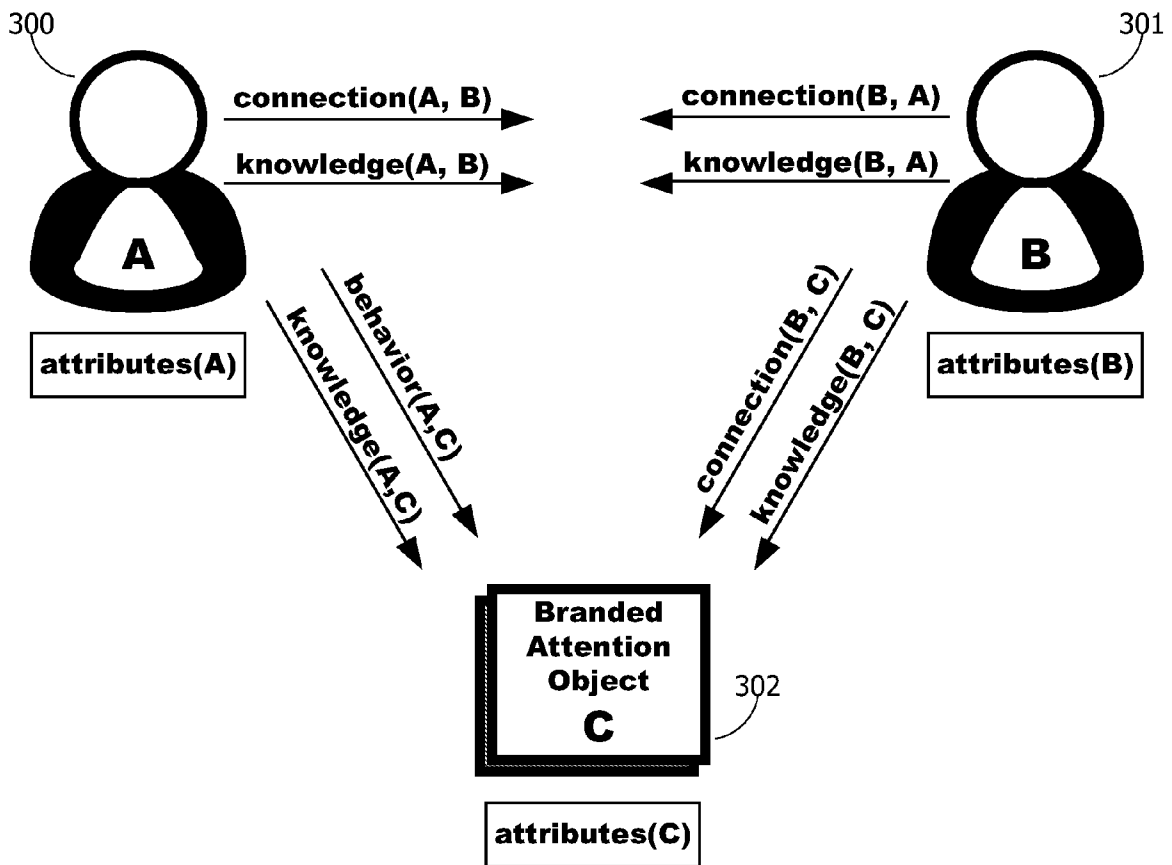 300
301
connection(A, B)
connection(B, A)
knowledge(A, B)
knowledge(B, A)
A
B
attributes(A)
attributes(B)
behavior(A,C)
knowledge(A,C)
connection(B, C)
knowledge(B, C)
Branded
Attention
Object
C
302
attributes(C)